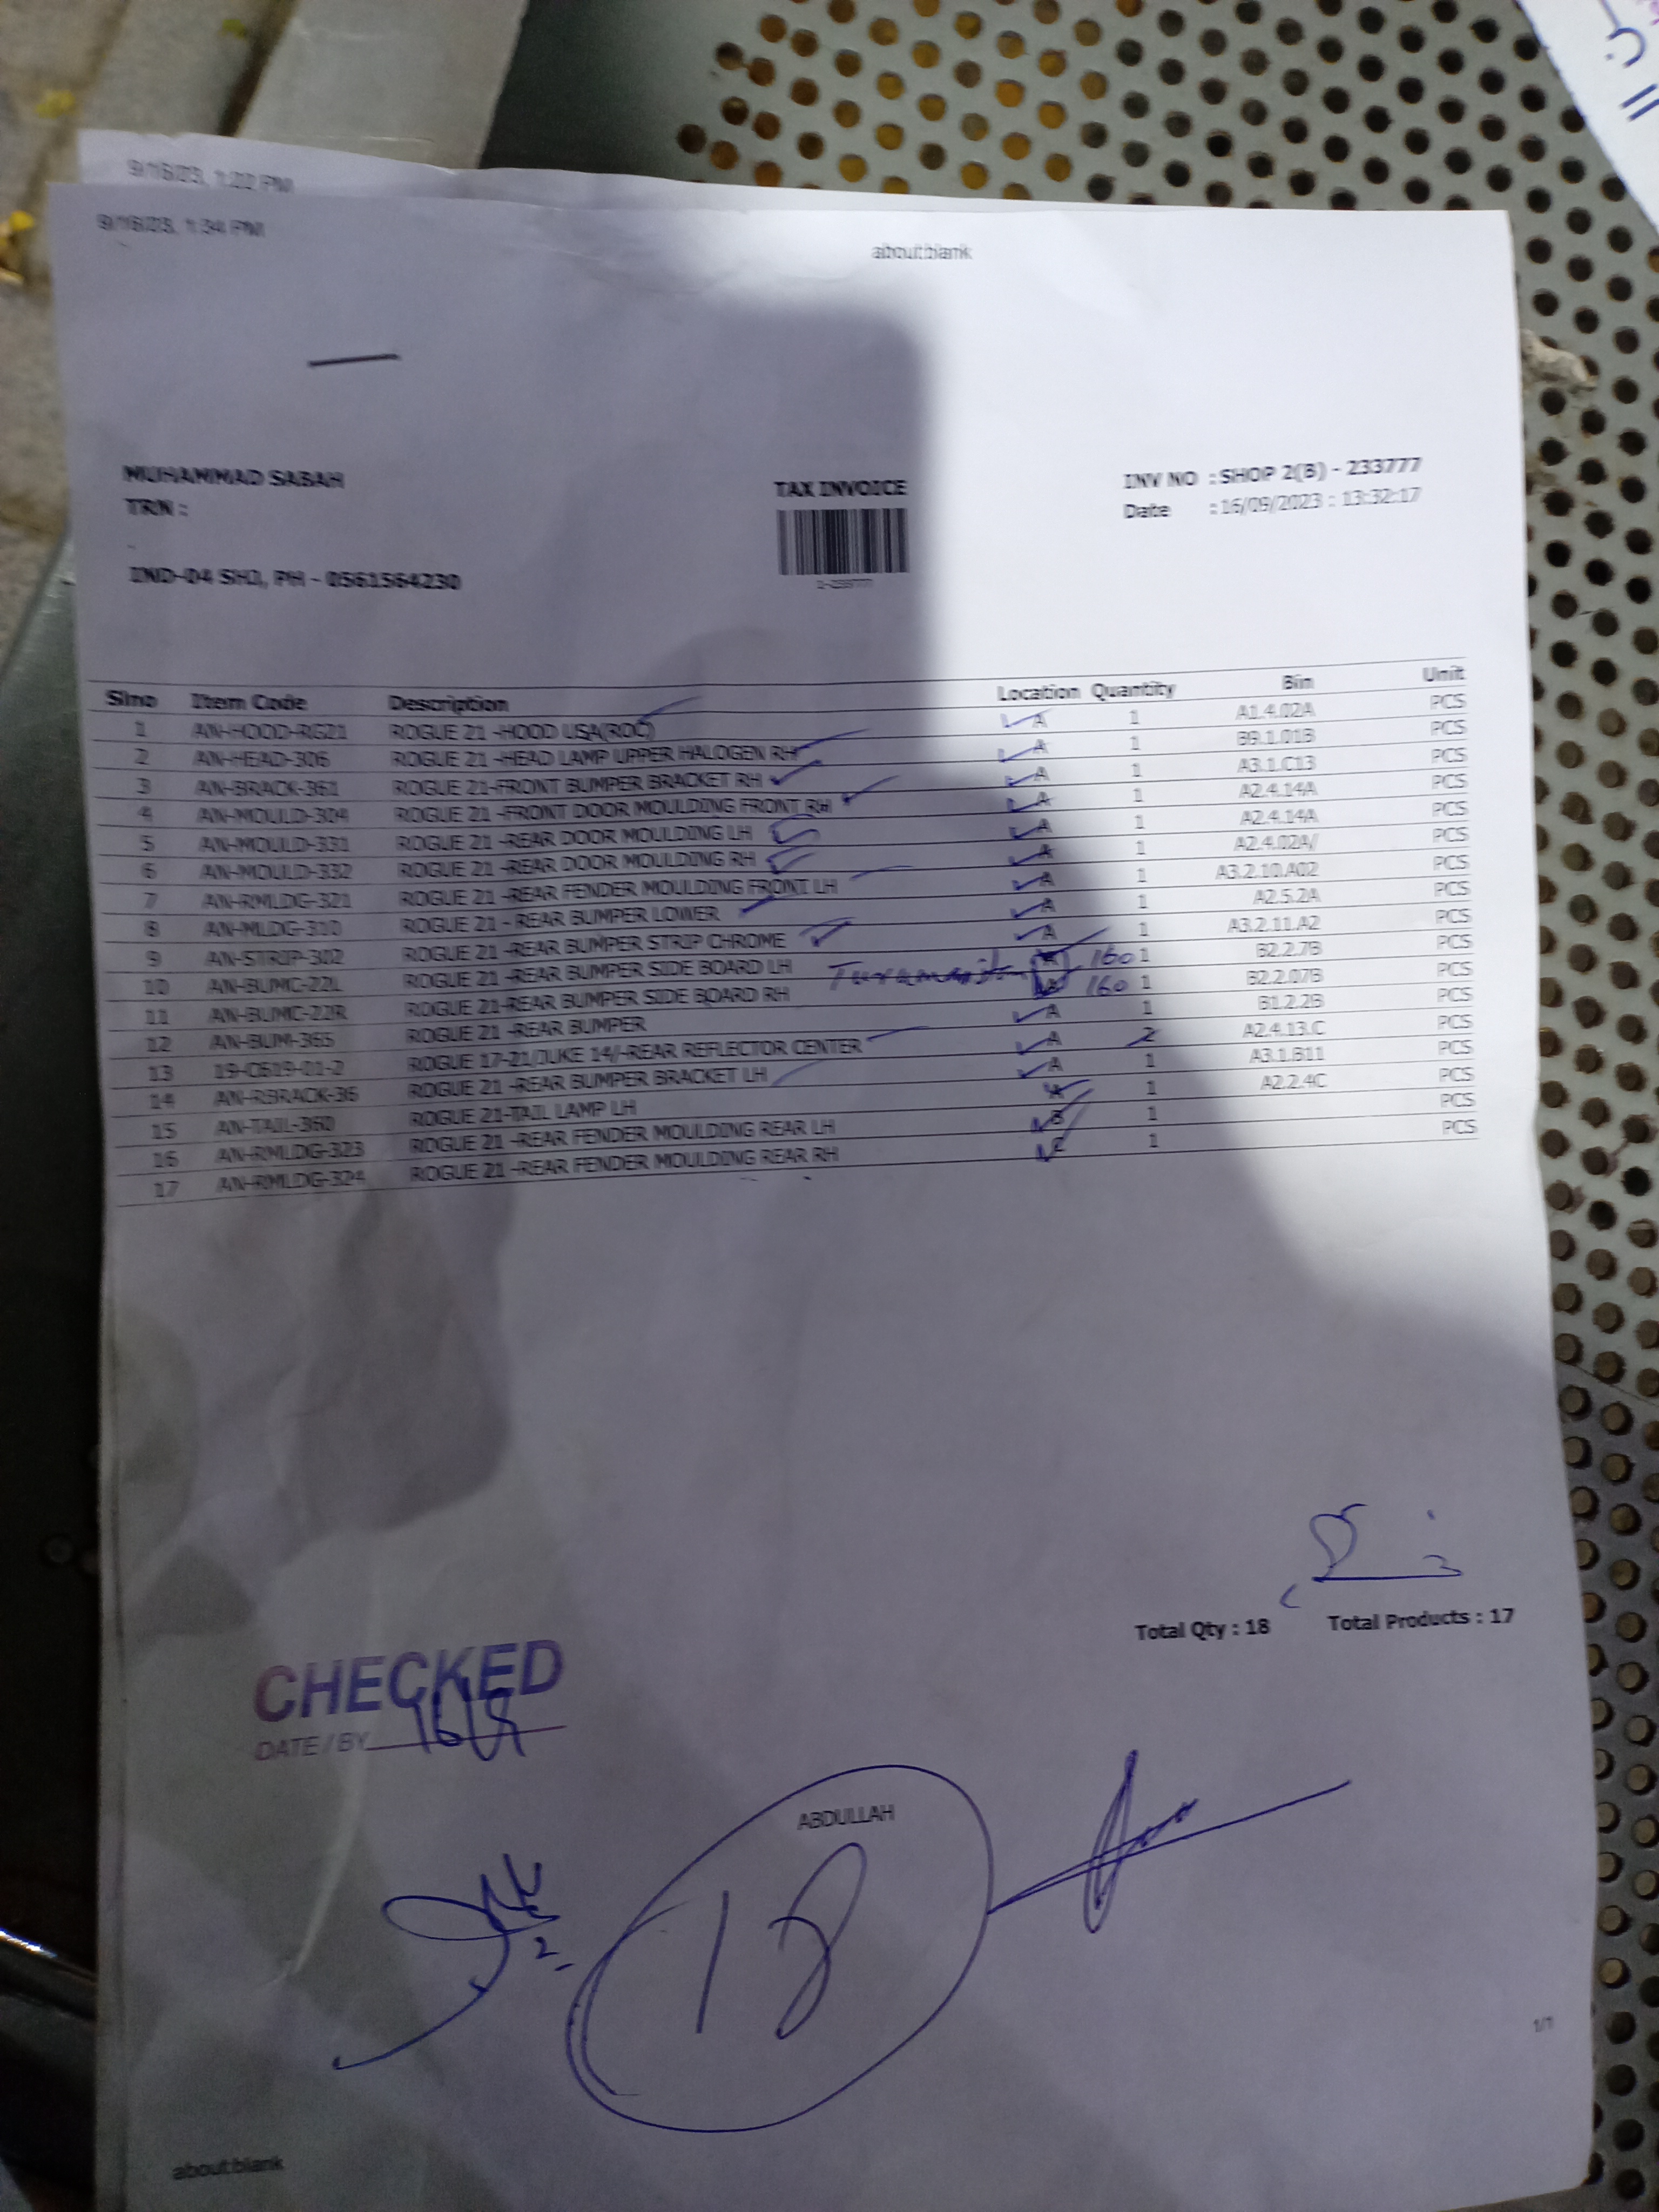 9/16/23, 1:22 PM
9/16/23, 1:34 PM
about:blank
MUHAMMAD SABAH
TRN :
IND-04 SHJ, PH - 0561564230
TAX INVOICE
1-233777
INV NO : SHOP 2(B) - 233777
Date : 16/09/2023 : 13:32:17
Slno Item Code Description Location Quantity Bin Unit
1 AN-HOOD-RG21 ROGUE 21 -HOOD USA(ROC) A 1 A1.4.02A PCS
2 AN-HEAD-306 ROGUE 21 -HEAD LAMP UPPER HALOGEN RH A 1 B9.1.01B PCS
3 AN-BRACK-361 ROGUE 21-FRONT BUMPER BRACKET RH A 1 A3.1.C13 PCS
4 AN-MOULD-304 ROGUE 21 -FRONT DOOR MOULDING FRONT RH A 1 A2.4.14A PCS
5 AN-MOULD-331 ROGUE 21 -REAR DOOR MOULDING LH A 1 A2.4.14A PCS
6 AN-MOULD-332 ROGUE 21 -REAR DOOR MOULDING RH A 1 A2.4.02A/ PCS
7 AN-RMLDG-321 ROGUE 21 -REAR FENDER MOULDING FRONT LH A 1 A3.2.10.A02 PCS
8 AN-MLDG-310 ROGUE 21 - REAR BUMPER LOWER A 1 A2.5.2A PCS
9 AN-STRIP-302 ROGUE 21 -REAR BUMPER STRIP CHROME A 1 A3.2.11.A2 PCS
10 AN-BUMC-22L ROGUE 21 -REAR BUMPER SIDE BOARD LH 160 1 B2.2.7B PCS
11 AN-BUMC-22R ROGUE 21-REAR BUMPER SIDE BOARD RH 160 1 B2.2.07B PCS
12 AN-BUM-365 ROGUE 21 -REAR BUMPER A 1 B1.2.2B PCS
13 19-C619-01-2 ROGUE 17-21/JUKE 14/-REAR REFLECTOR CENTER A 2 A2.4.13.C PCS
14 AN-RBRACK-36 ROGUE 21 -REAR BUMPER BRACKET LH A 1 A3.1.B11 PCS
15 AN-TAIL-360 ROGUE 21-TAIL LAMP LH A 1 A2.2.4C PCS
16 AN-RMLDG-323 ROGUE 21 -REAR FENDER MOULDING REAR LH B 1 PCS
17 AN-RMLDG-324 ROGUE 21 -REAR FENDER MOULDING REAR RH C 1 PCS
Total Qty : 18 Total Products : 17
CHECKED
DATE / BY 16/9
ABDULLAH
18
1/1
about:blank